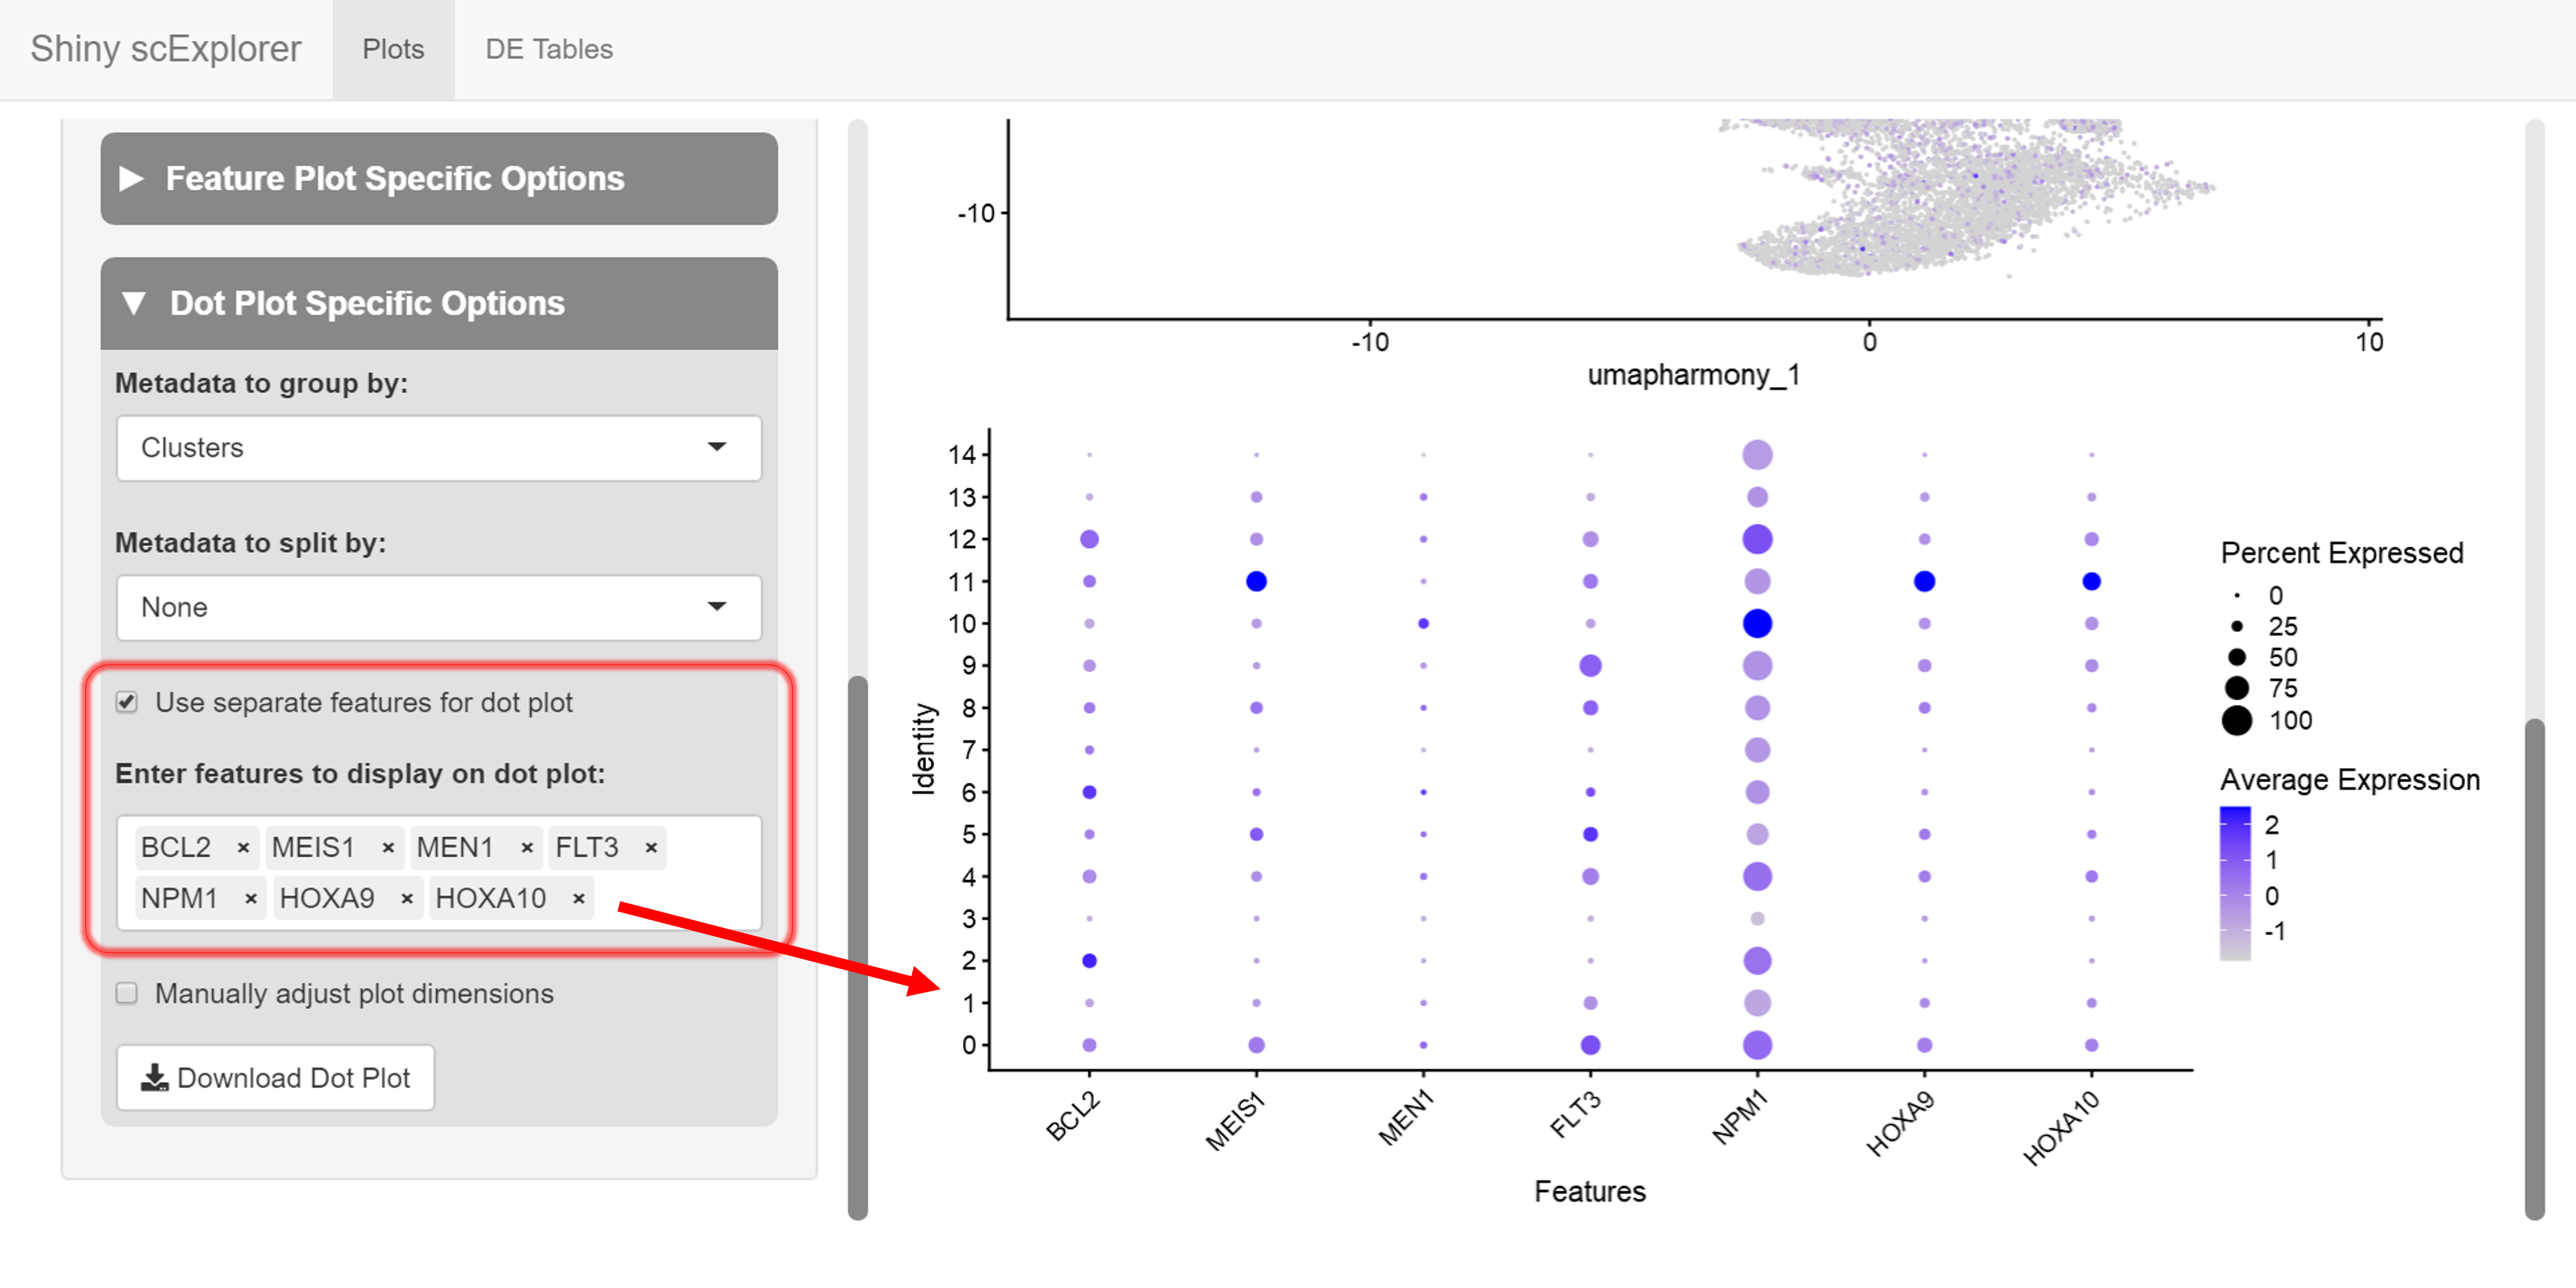 Shiny scExplorer Plots DE Tables
Feature Plot Specific Options
Dot Plot Specific Options
Metadata to group by:
Clusters
Metadata to split by:
None
Use separate features for dot plot
Enter features to display on dot plot:
BCL2 × MEIS1 × MEN1 × FLT3 ×
NPM1 × HOXA9 × HOXA10 ×
Manually adjust plot dimensions
Download Dot Plot
-10
-10 0 10
umapharmony_1
Identity
14
13
12
11
10
9
8
7
6
5
4
3
2
1
0
BCL2 MEIS1 MEN1 FLT3 NPM1 HOXA9 HOXA10
Features
Percent Expressed
0
25
50
75
100
Average Expression
2
1
0
-1